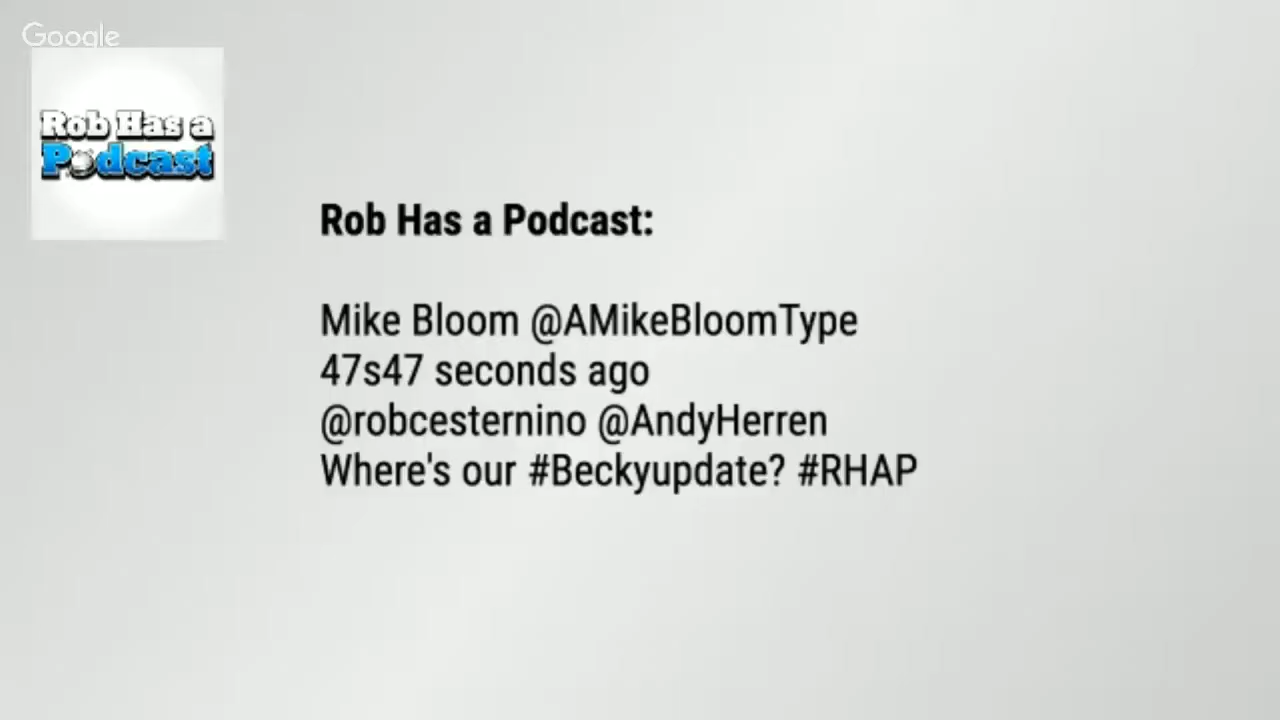 Google
Rob Has a
Podcast
Rob Has a Podcast:
Mike Bloom @AMikeBloomType
47s47 seconds ago
@robcesternino @AndyHerren
Where's our #Beckyupdate? #RHAP